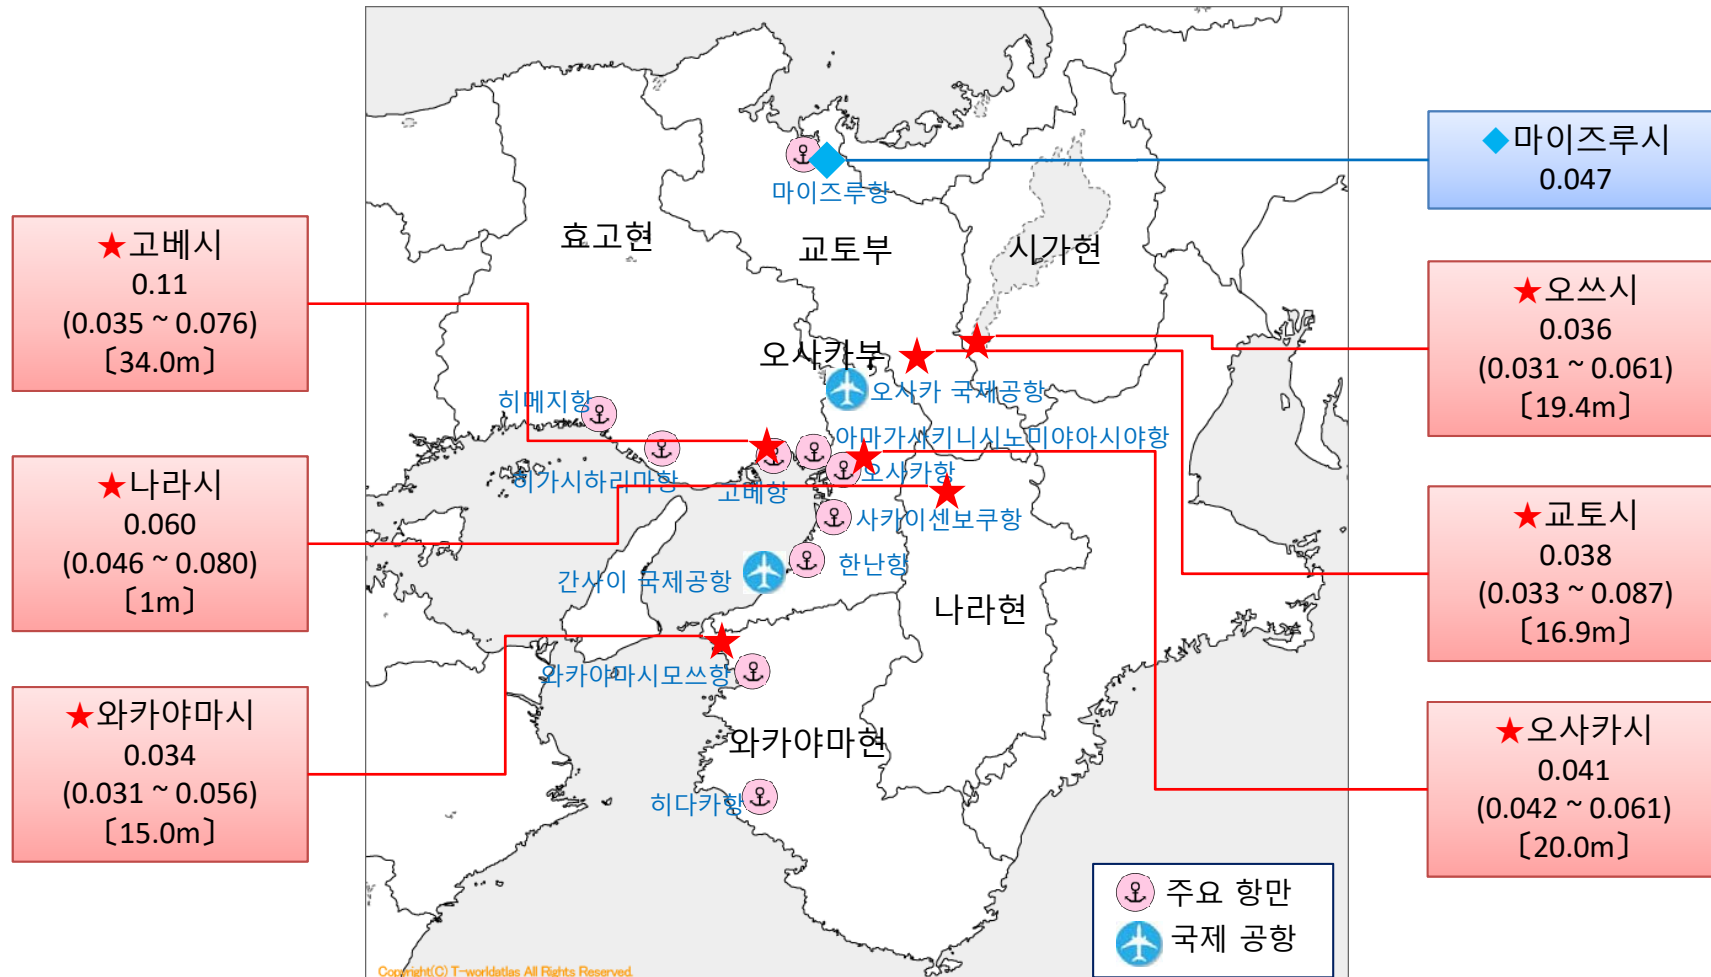 ★고베시
0.11
(0.035 ~ 0.076)
〔34.0m〕
★나라시
0.060
(0.046 ~ 0.080)
〔1m〕
★와카야마시
0.034
(0.031 ~ 0.056)
〔15.0m〕
마이즈루항
효고현
교토부
시가현
오사카부
오사카 국제공항
히메지항
아마가사키니시노미야아시야항
히가시하리마항
고베항
오사카항
사카이센보쿠항
간사이 국제공항
한난항
나라현
와카야마시모쓰항
와카야마현
히다카항
주요 항만
국제 공항
Copyright(C) T-worldatlas All Rights Reserved.
◆마이즈루시
0.047
★오쓰시
0.036
(0.031 ~ 0.061)
〔19.4m〕
★교토시
0.038
(0.033 ~ 0.087)
〔16.9m〕
★오사카시
0.041
(0.042 ~ 0.061)
〔20.0m〕